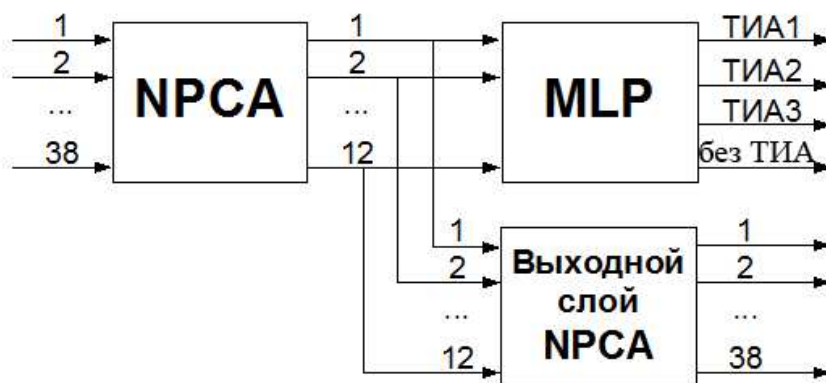 1 1 ТИА1
2 2 ТИА2
... NPCA ... MLP ТИА3
38 12 без ТИА
1 1
2 Выходной 2
... слой ...
12 NPCA 38